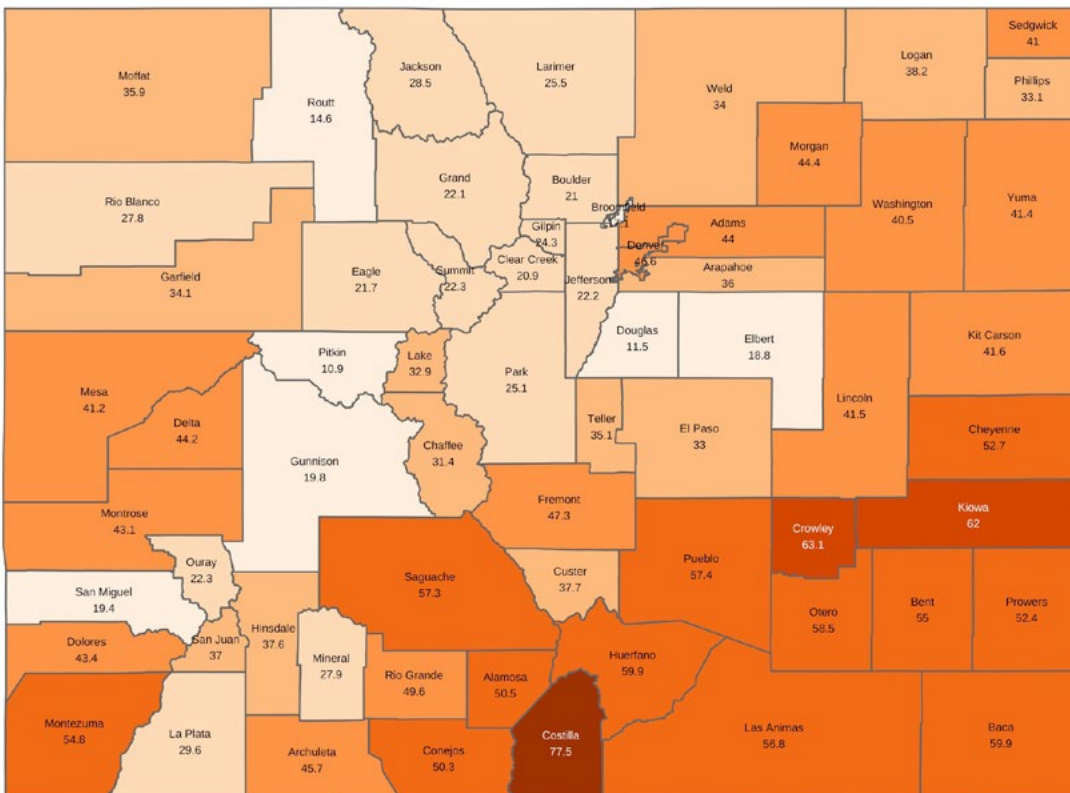 Sedgwick
41
Logan
38.2
Moffat
35.9
Jackson
28.5
Larimer
25.5
Phillips
33.1
Weld
34
Routt
14.6
Morgan
44.4
Grand
22.1
Boulder
21
Yuma
41.4
Rio Blanco
27.8
Washington
40.5
Broomfield
Gilpin
24.3
Adams
44
Denver
46.6
Clear Creek
20.9
Arapahoe
36
Garfield
34.1
Eagle
21.7
Summit
22.3
Jefferson
22.2
Douglas
11.5
Elbert
18.8
Kit Carson
41.6
Pitkin
10.9
Lake
32.9
Park
25.1
Mesa
41.2
Lincoln
41.5
Delta
44.2
Teller
35.1
El Paso
33
Cheyenne
52.7
Chaffee
31.4
Gunnison
19.8
Fremont
47.3
Kiowa
62
Montrose
43.1
Crowley
63.1
Pueblo
57.4
Ouray
22.3
Saguache
57.3
Custer
37.7
San Miguel
19.4
Otero
58.5
Bent
55
Prowers
52.4
Hinsdale
37.6
Dolores
43.4
San Juan
37
Mineral
27.9
Huerfano
59.9
Rio Grande
49.6
Alamosa
50.5
Montezuma
54.8
La Plata
29.6
Costilla
77.5
Las Animas
56.8
Baca
59.9
Archuleta
45.7
Conejos
50.3